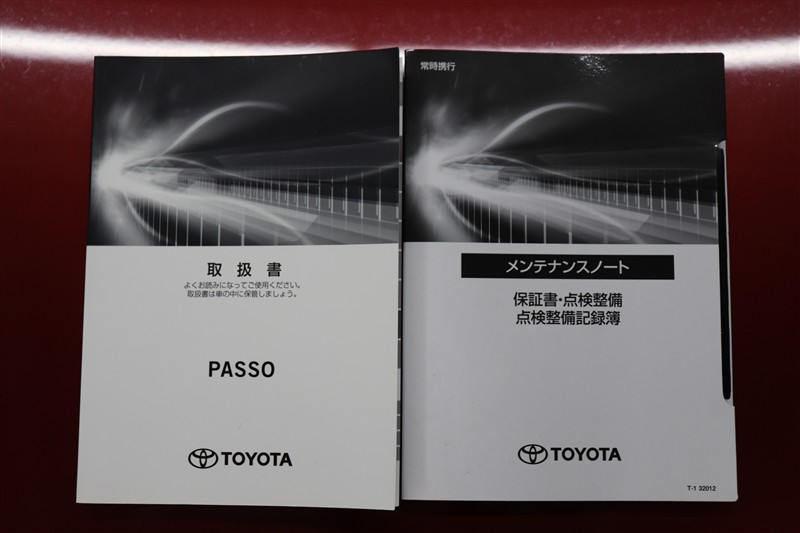 取扱書
よくお読みになってご使用ください。
取扱書は車の中に保管しましょう。
PASSO
TOYOTA
常時携行
メンテナンスノート
保証書・点検整備
点検整備記録簿
TOYOTA
T-1 32012